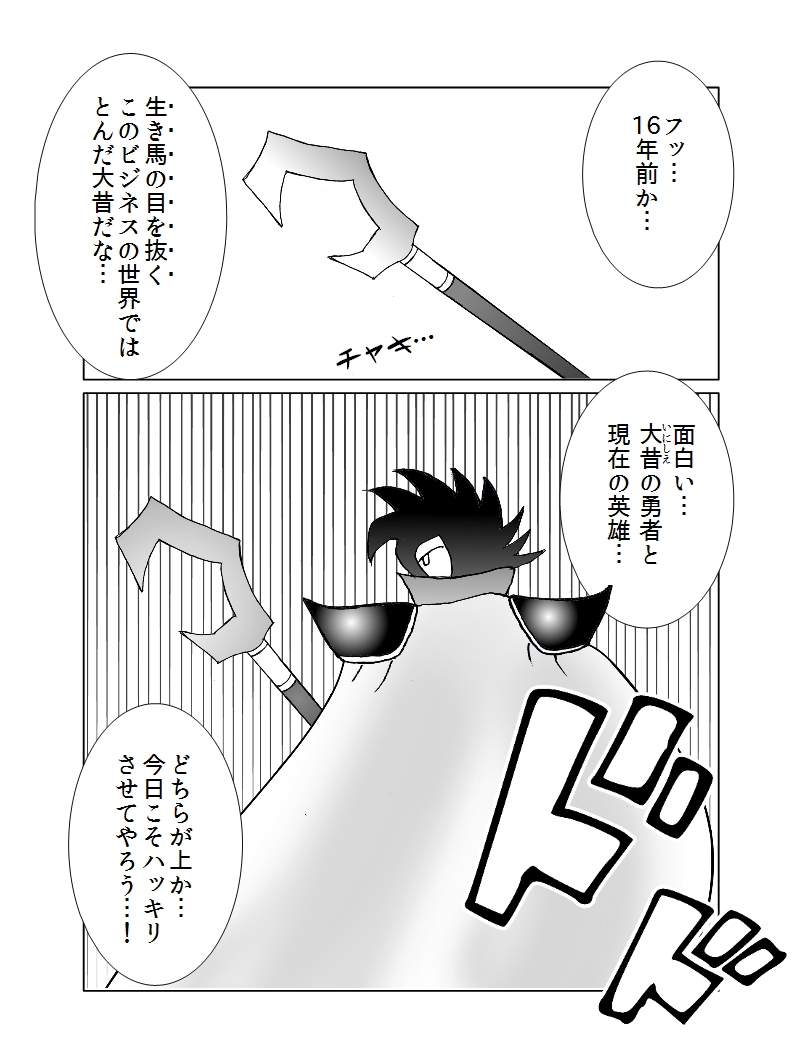 フッ…
16年前か…
生き馬の目を抜く
このビジネスの世界では
とんだ大昔だな…
チャキ…
面白い…
大昔の勇者と
いにしえ
現在の英雄…
どちらが上か…
今日こそハッキリ
させてやろう…！
ド
ド